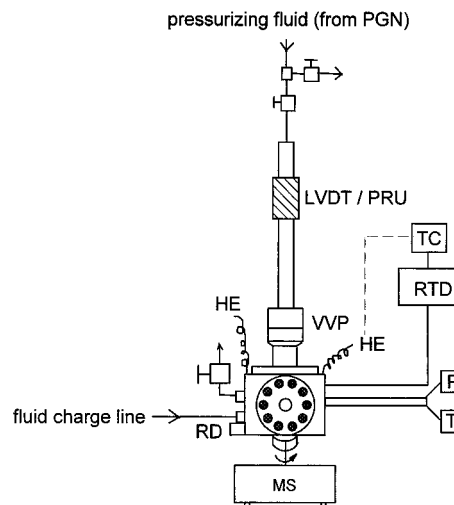 pressurizing fluid (from PGN)
LVDT / PRU
TC
RTD
HE
VVP
HE
P
fluid charge line
T
RD
MS